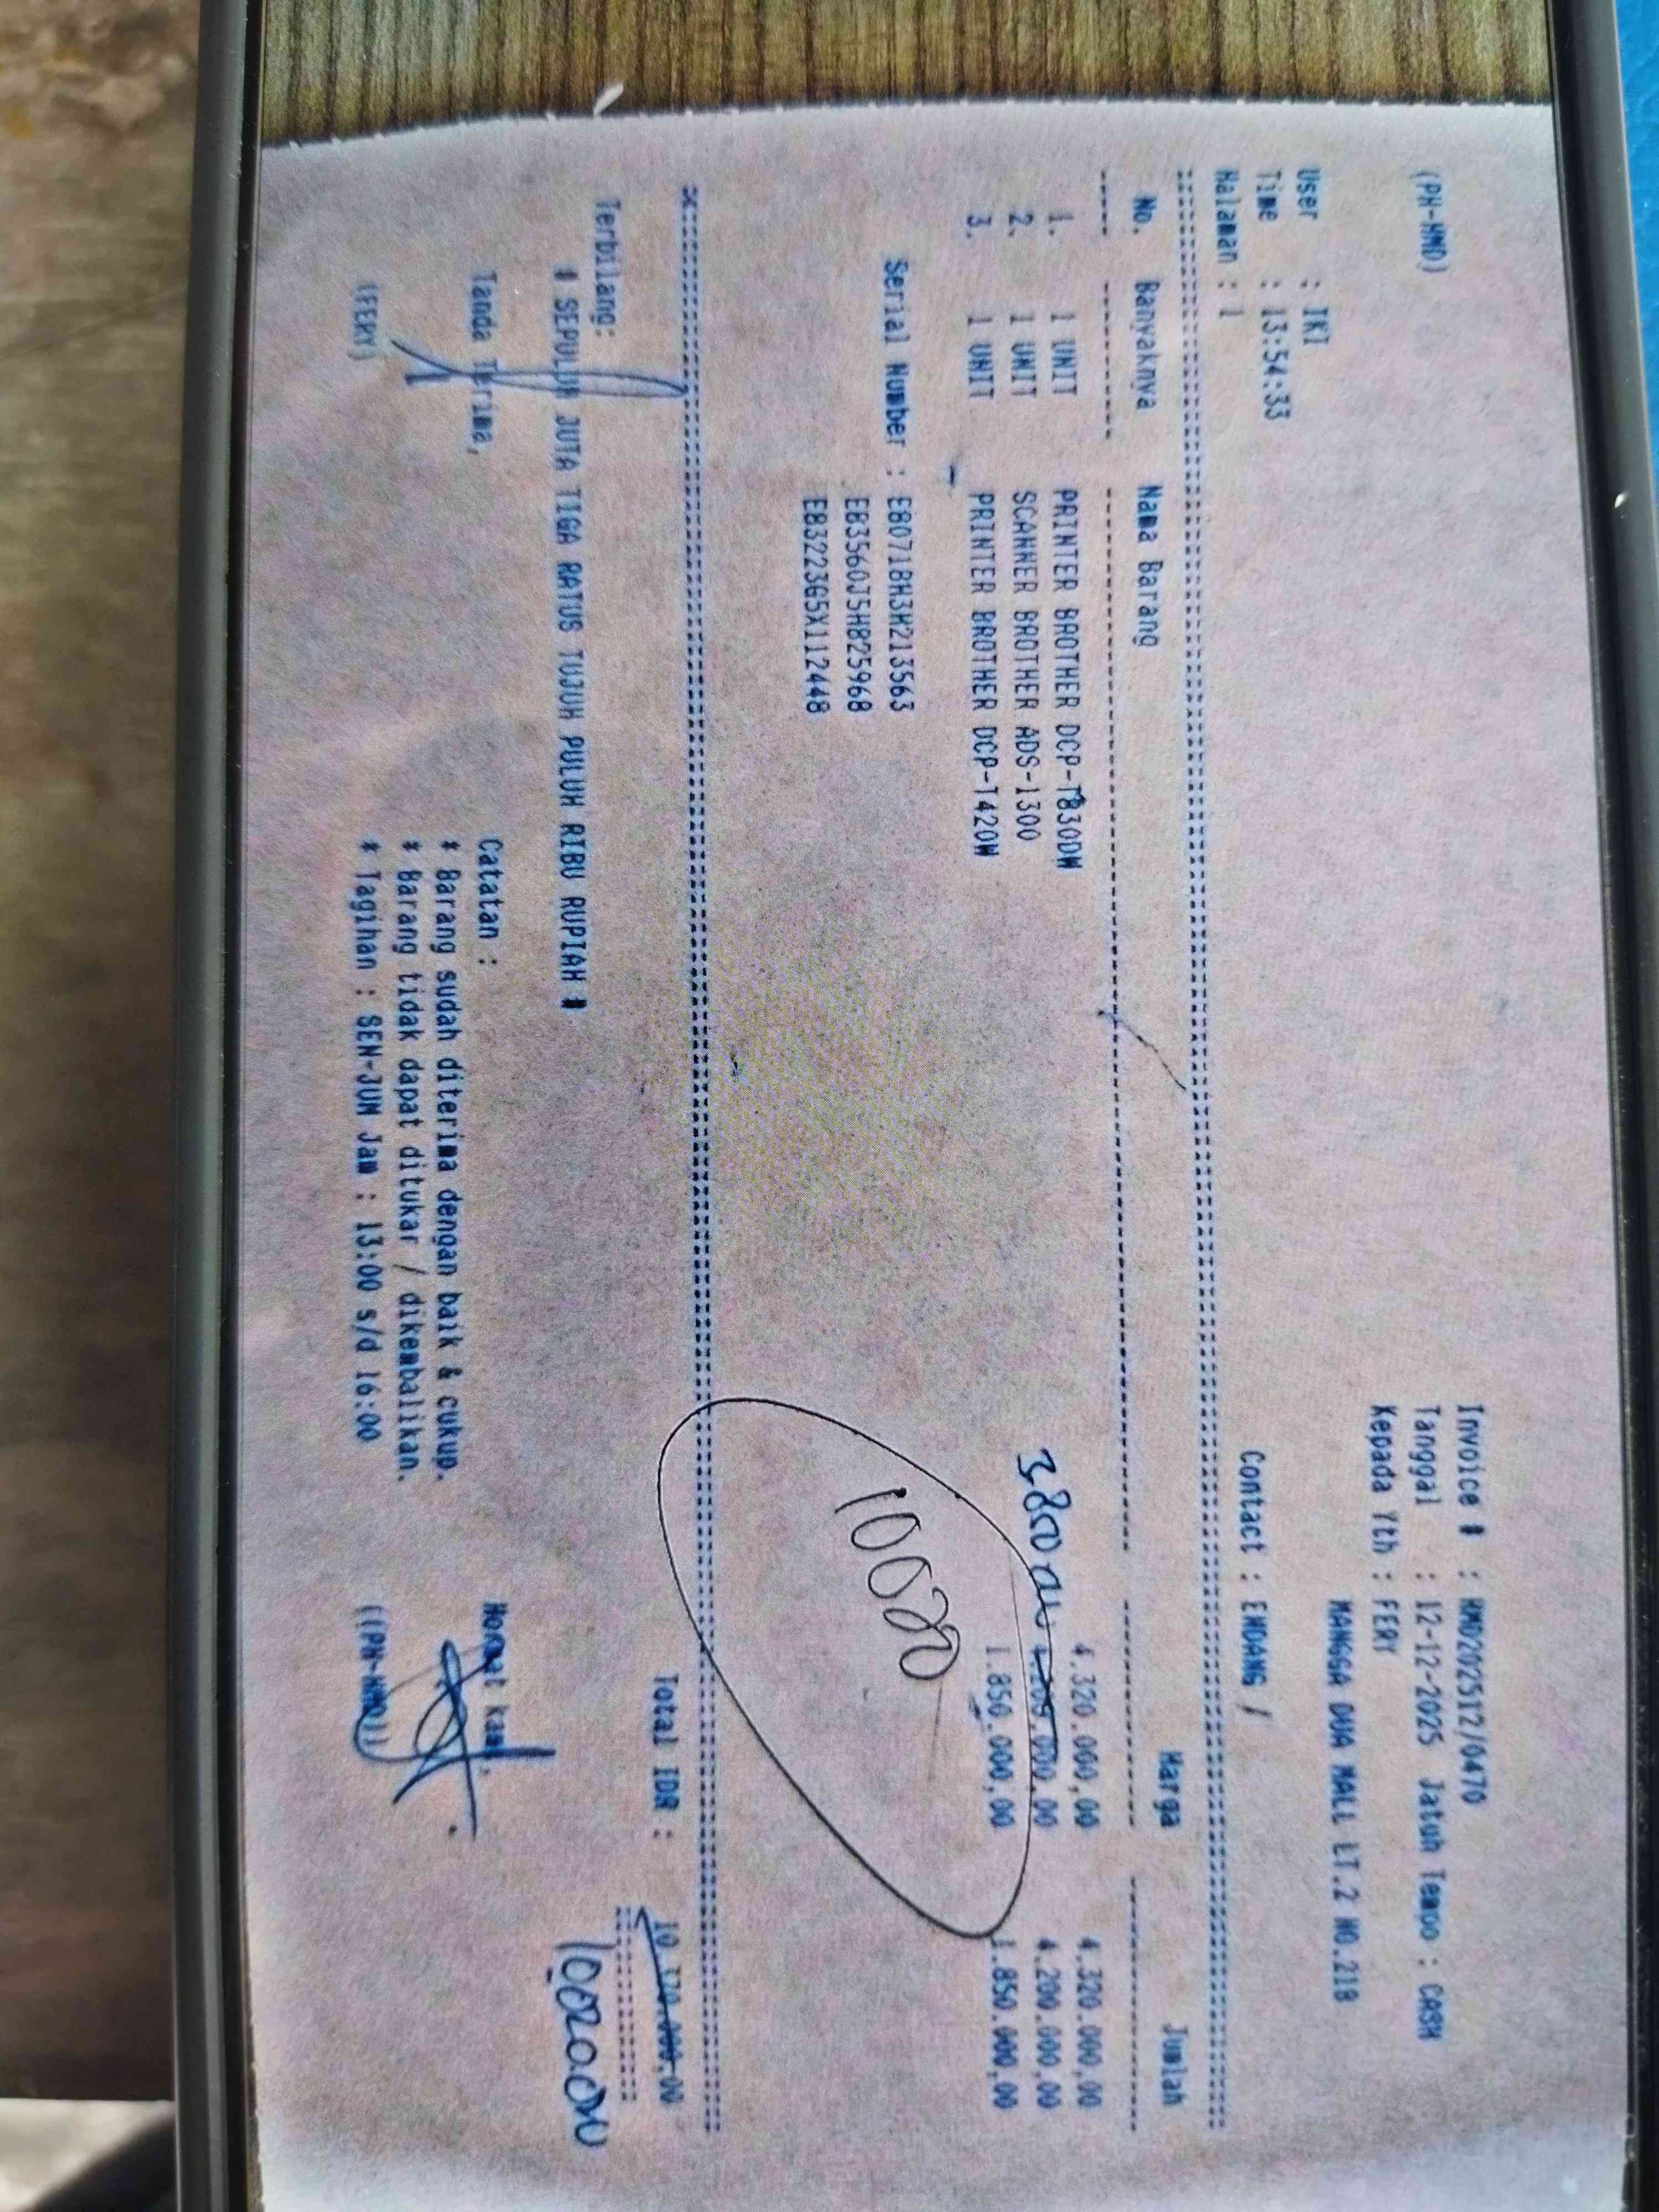 (PH-HMD)
Invoice # : HMD202512/0470
Tanggal : 12-12-2025 Jatuh Tempo : CASH
Kepada Yth : FERY
MANGGA DUA MALL LT.2 NO.21B
User : IKI
Time : 13:54:33
Halaman : 1
Contact : ENDANG /
No. Banyaknya Nama Barang Harga Jumlah
1. 1 UNIT PRINTER BROTHER DCP-T830DW 4.320.000,00 4.320.000,00
2. 1 UNIT SCANNER BROTHER ADS-1300 4.200.000,00 4.200.000,00
3. 1 UNIT PRINTER BROTHER DCP-T420W 1.850.000,00 1.850.000,00
Serial Number : E80718H3H213563
E83560J5H825968
E83223G5X112448
10020
Total IDR : 10.370.000,00
10020.000
Terbilang:
# SEPULUH JUTA TIGA RATUS TUJUH PULUH RIBU RUPIAH #
Tanda Terima,
Catatan :
Hormat kami,
* Barang sudah diterima dengan baik & cukup.
* Barang tidak dapat ditukar / dikembalikan.
* Tagihan : SEN-JUM Jam : 13:00 s/d 16:00
(FERY)
((PH-HMD))